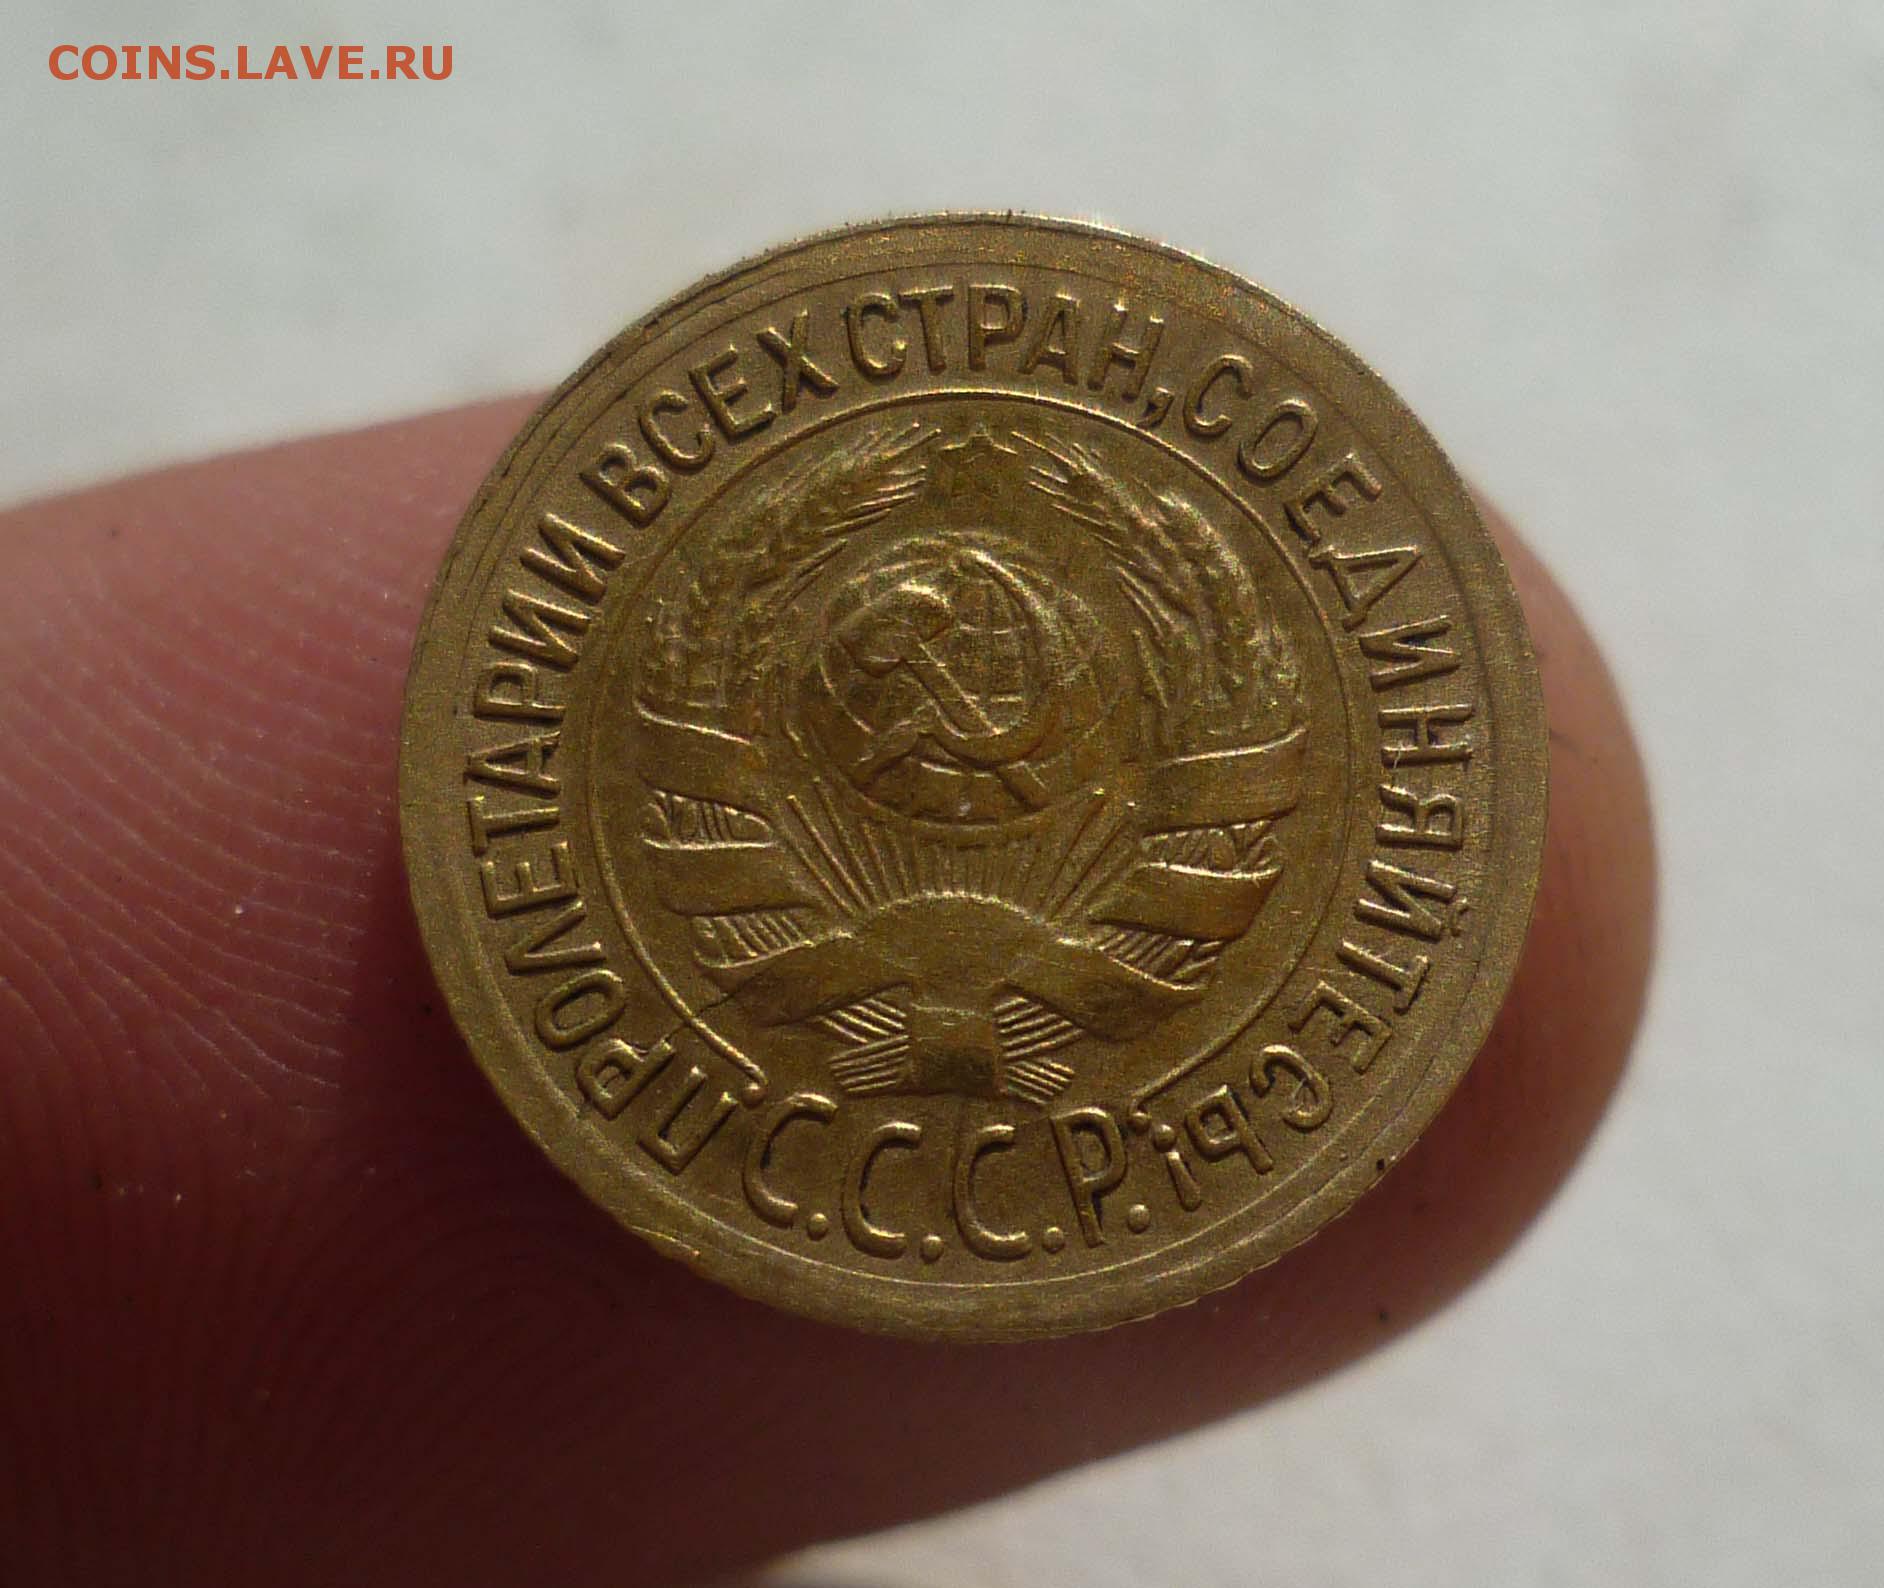 COINS.LAVE.RU
ПРОЛЕТАРИИ ВСЕХ СТРАН, СОЕДИНЯЙТЕСЬ!
С.С.С.Р.